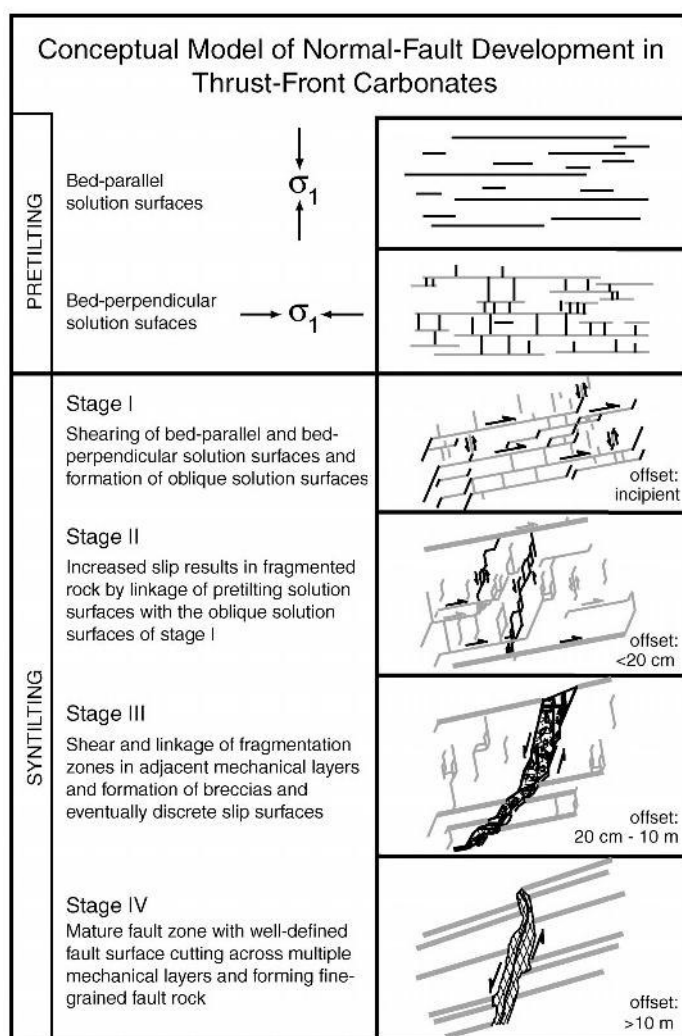 Conceptual Model of Normal-Fault Development in
Thrust-Front Carbonates
PRETILTING
Bed-parallel
solution surfaces
σ1
Bed-perpendicular
solution sufaces
σ1
SYNTILTING
Stage I
Shearing of bed-parallel and bed-
perpendicular solution surfaces and
formation of oblique solution surfaces
offset:
incipient
Stage II
Increased slip results in fragmented
rock by linkage of pretilting solution
surfaces with the oblique solution
surfaces of stage I
offset:
<20 cm
Stage III
Shear and linkage of fragmentation
zones in adjacent mechanical layers
and formation of breccias and
eventually discrete slip surfaces
offset:
20 cm - 10 m
Stage IV
Mature fault zone with well-defined
fault surface cutting across multiple
mechanical layers and forming fine-
grained fault rock
offset:
>10 m